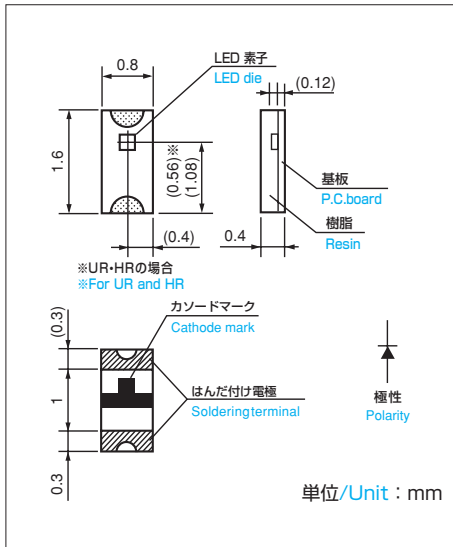 LED 素子
LED die
0.8
(0.12)
1.6
※
(0.56)
(1.08)
基板
P.C.board
樹脂
Resin
(0.4)
0.4
※UR•HRの場合
※For UR and HR
カソードマーク
Cathode mark
(0.3)
1
0.3
はんだ付け電極
Solderingterminal
極性
Polarity
単位/Unit：mm